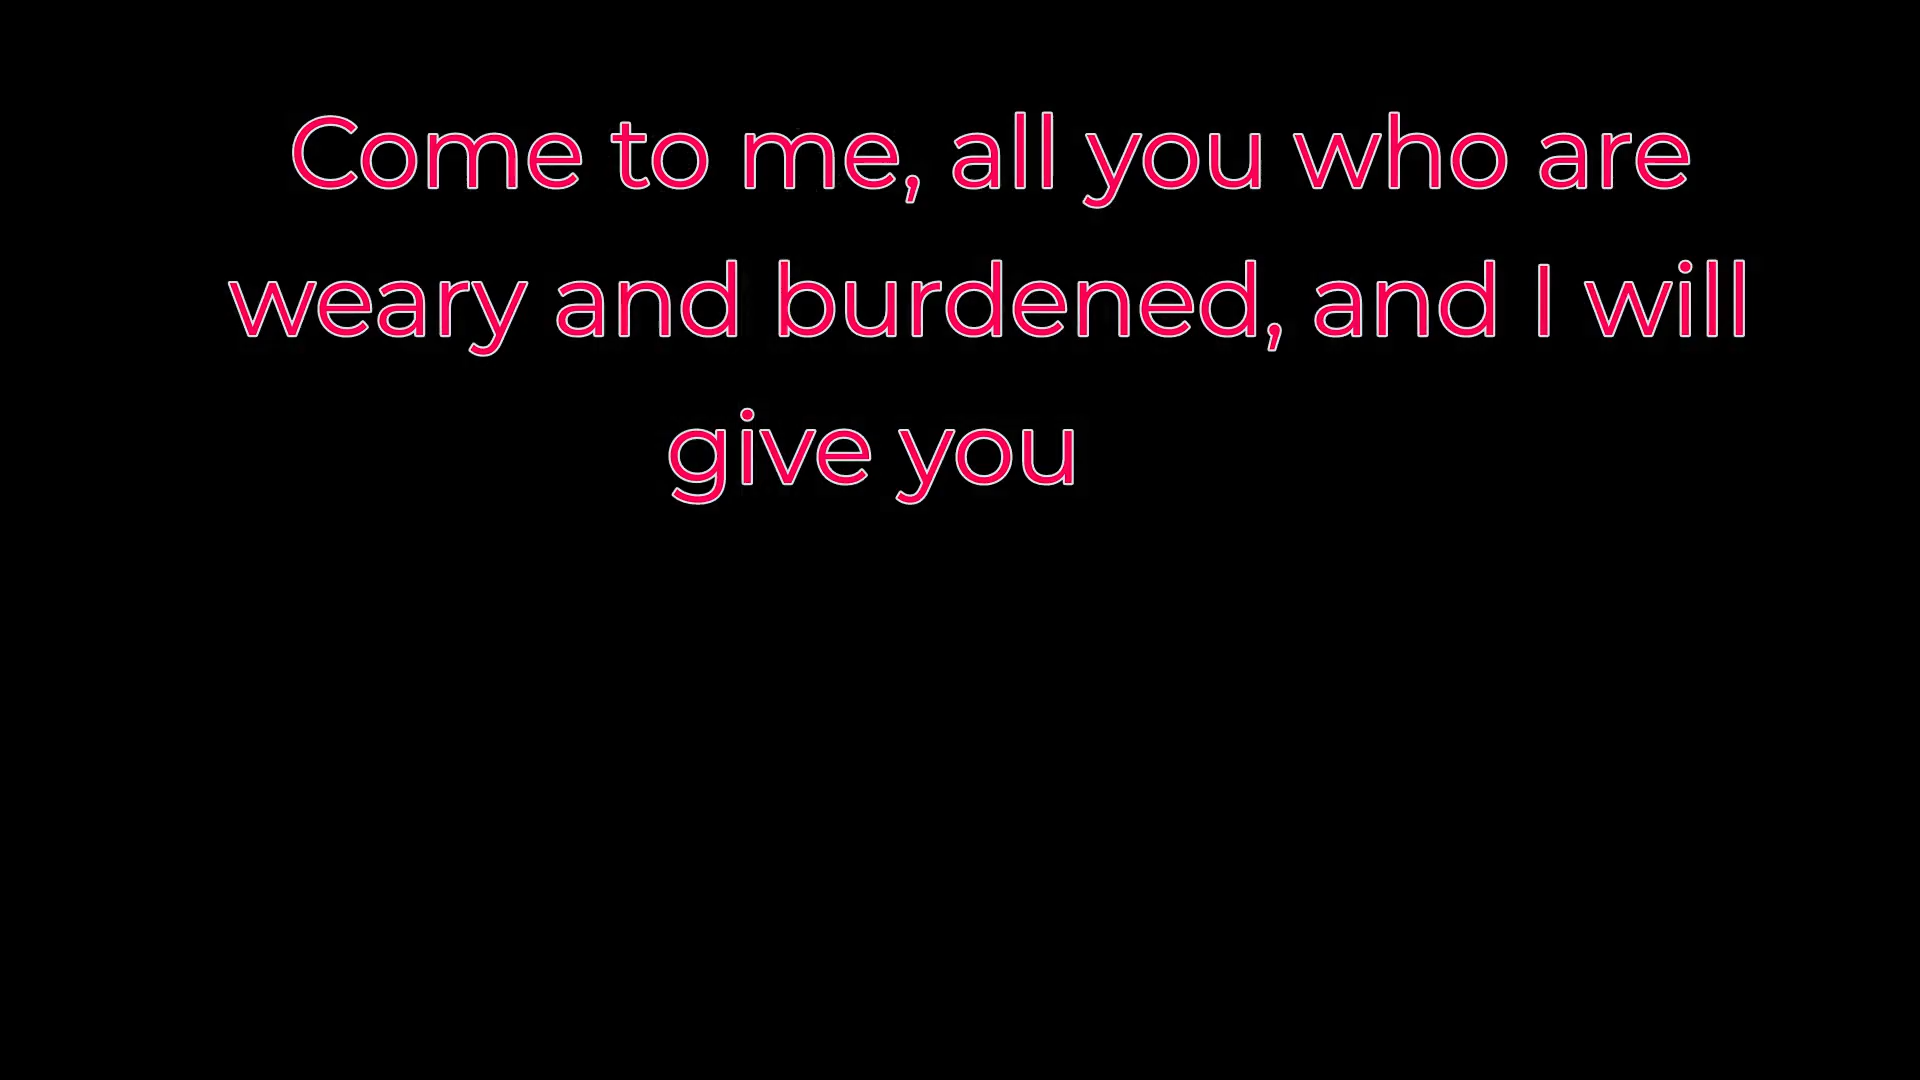 Come to me, all you who are
weary and burdened, and I will
give you